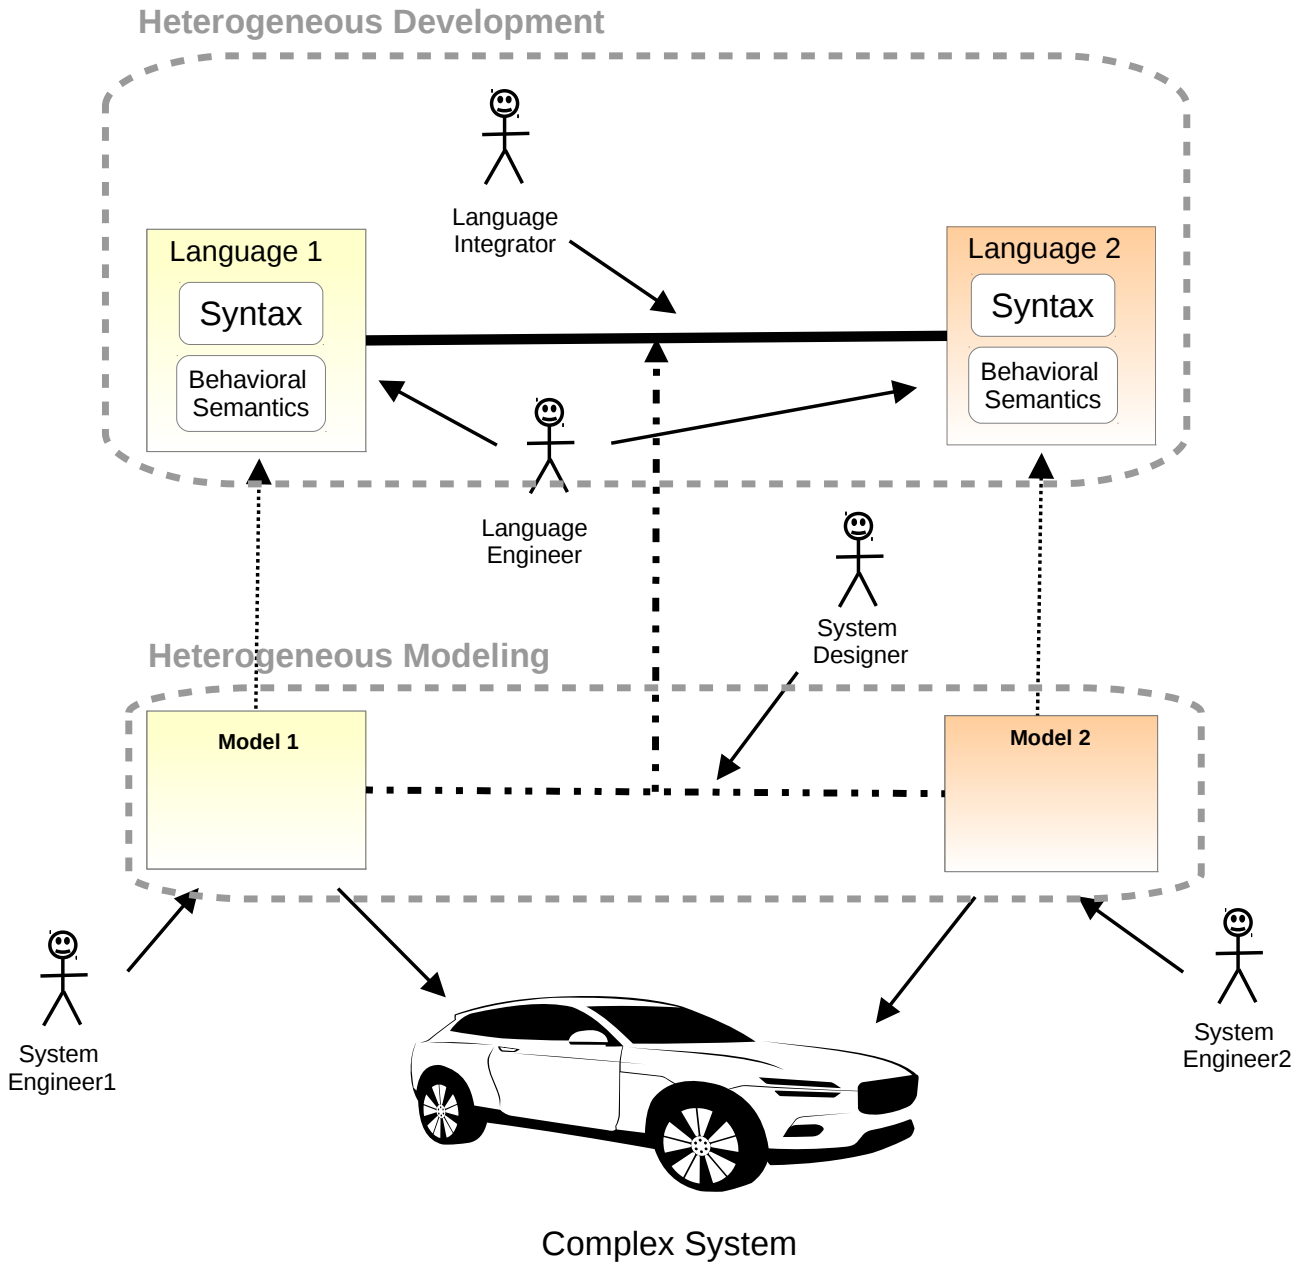 Heterogeneous Development
Language
Integrator
Language 1
Syntax
Behavioral
Semantics
Language 2
Syntax
Behavioral
Semantics
Language
Engineer
System
Designer
Heterogeneous Modeling
Model 1
Model 2
System
Engineer1
System
Engineer2
Complex System